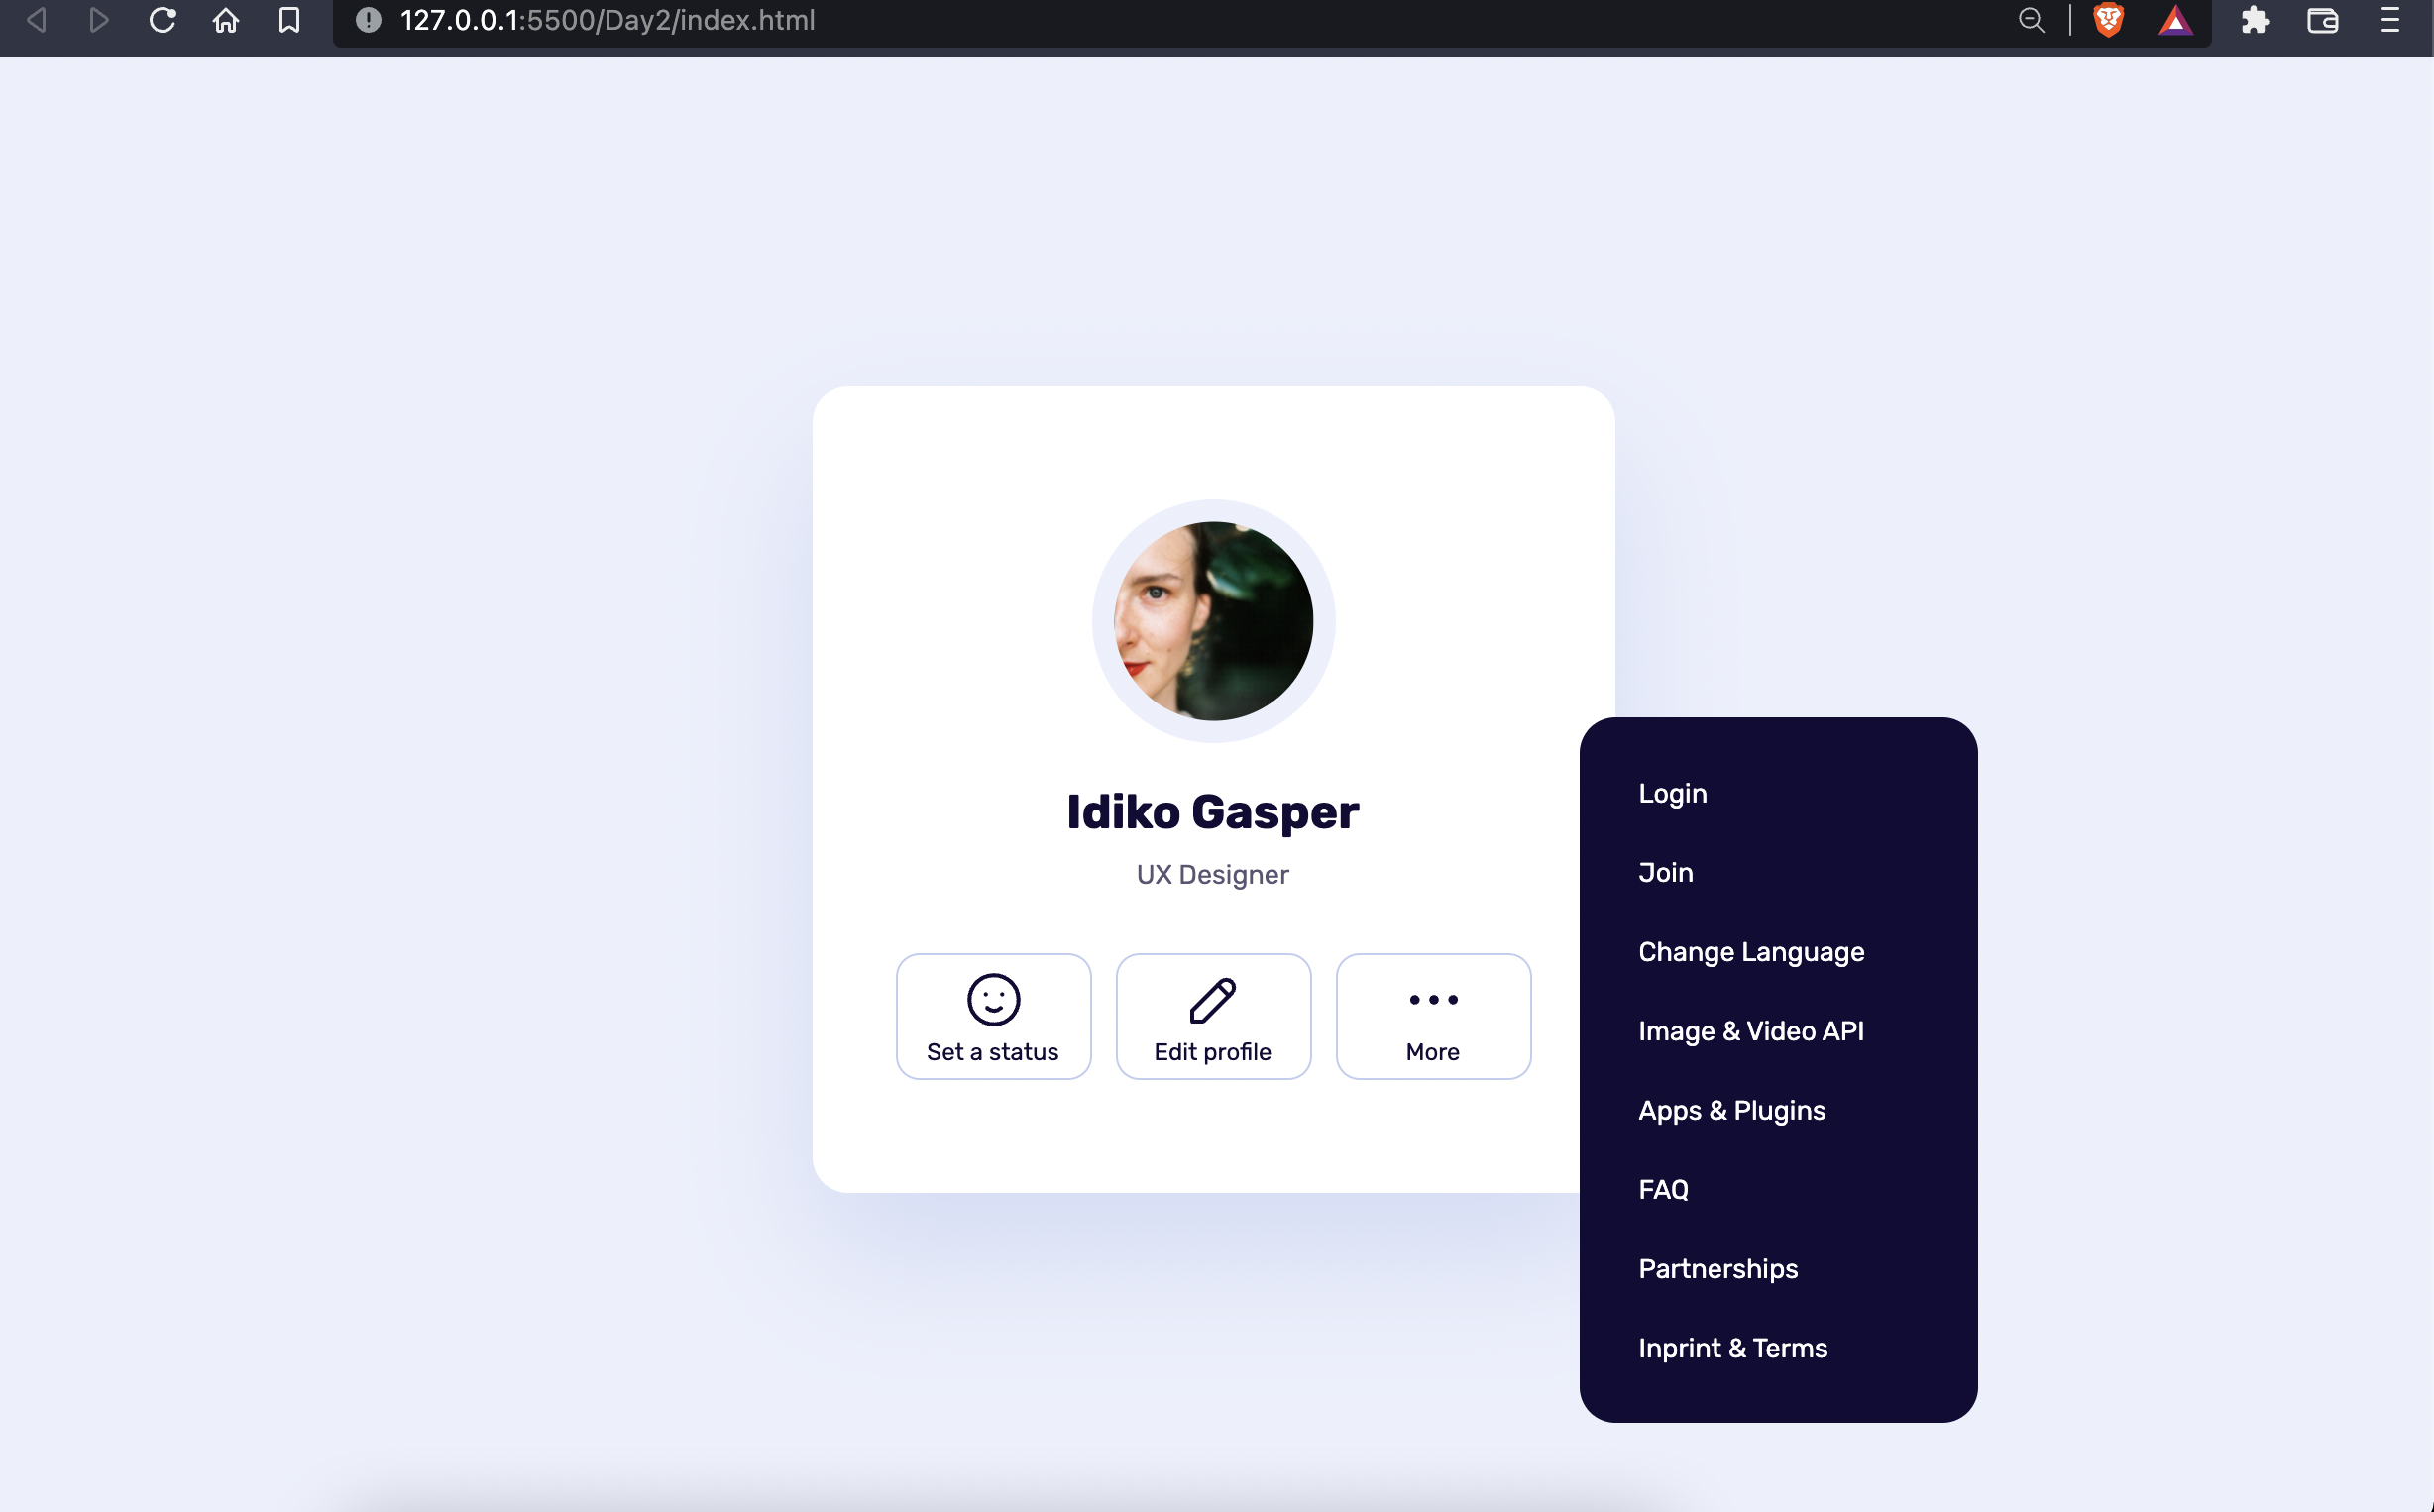 127.0.0.1:5500/Day2/index.html
Idiko Gasper
UX Designer
Set a status
Edit profile
More
Login
Join
Change Language
Image & Video API
Apps & Plugins
FAQ
Partnerships
Inprint & Terms